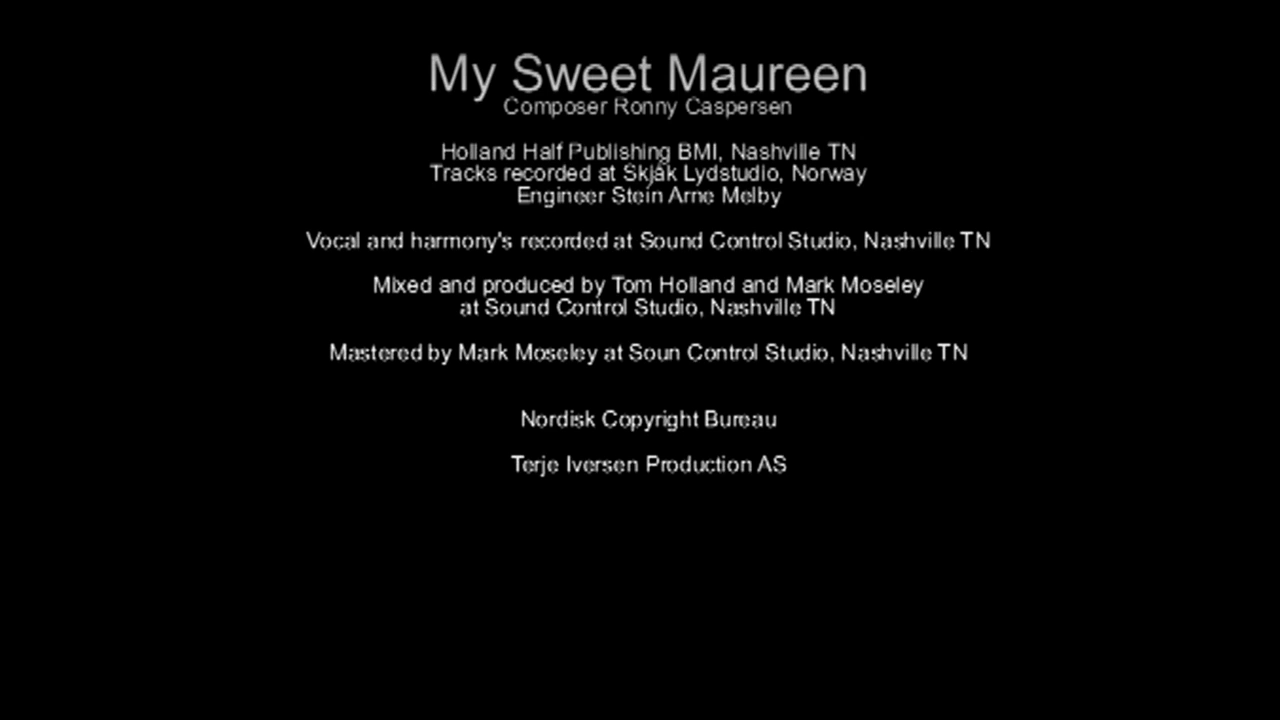 My Sweet Maureen
Composer Ronny Caspersen
Holland Half Publishing BMI, Nashville TN
Tracks recorded at Skjåk Lydstudio, Norway
Engineer Stein Arne Melby
Vocal and harmony's recorded at Sound Control Studio, Nashville TN
Mixed and produced by Tom Holland and Mark Moseley
at Sound Control Studio, Nashville TN
Mastered by Mark Moseley at Soun Control Studio, Nashville TN
Nordisk Copyright Bureau
Terje Iversen Production AS